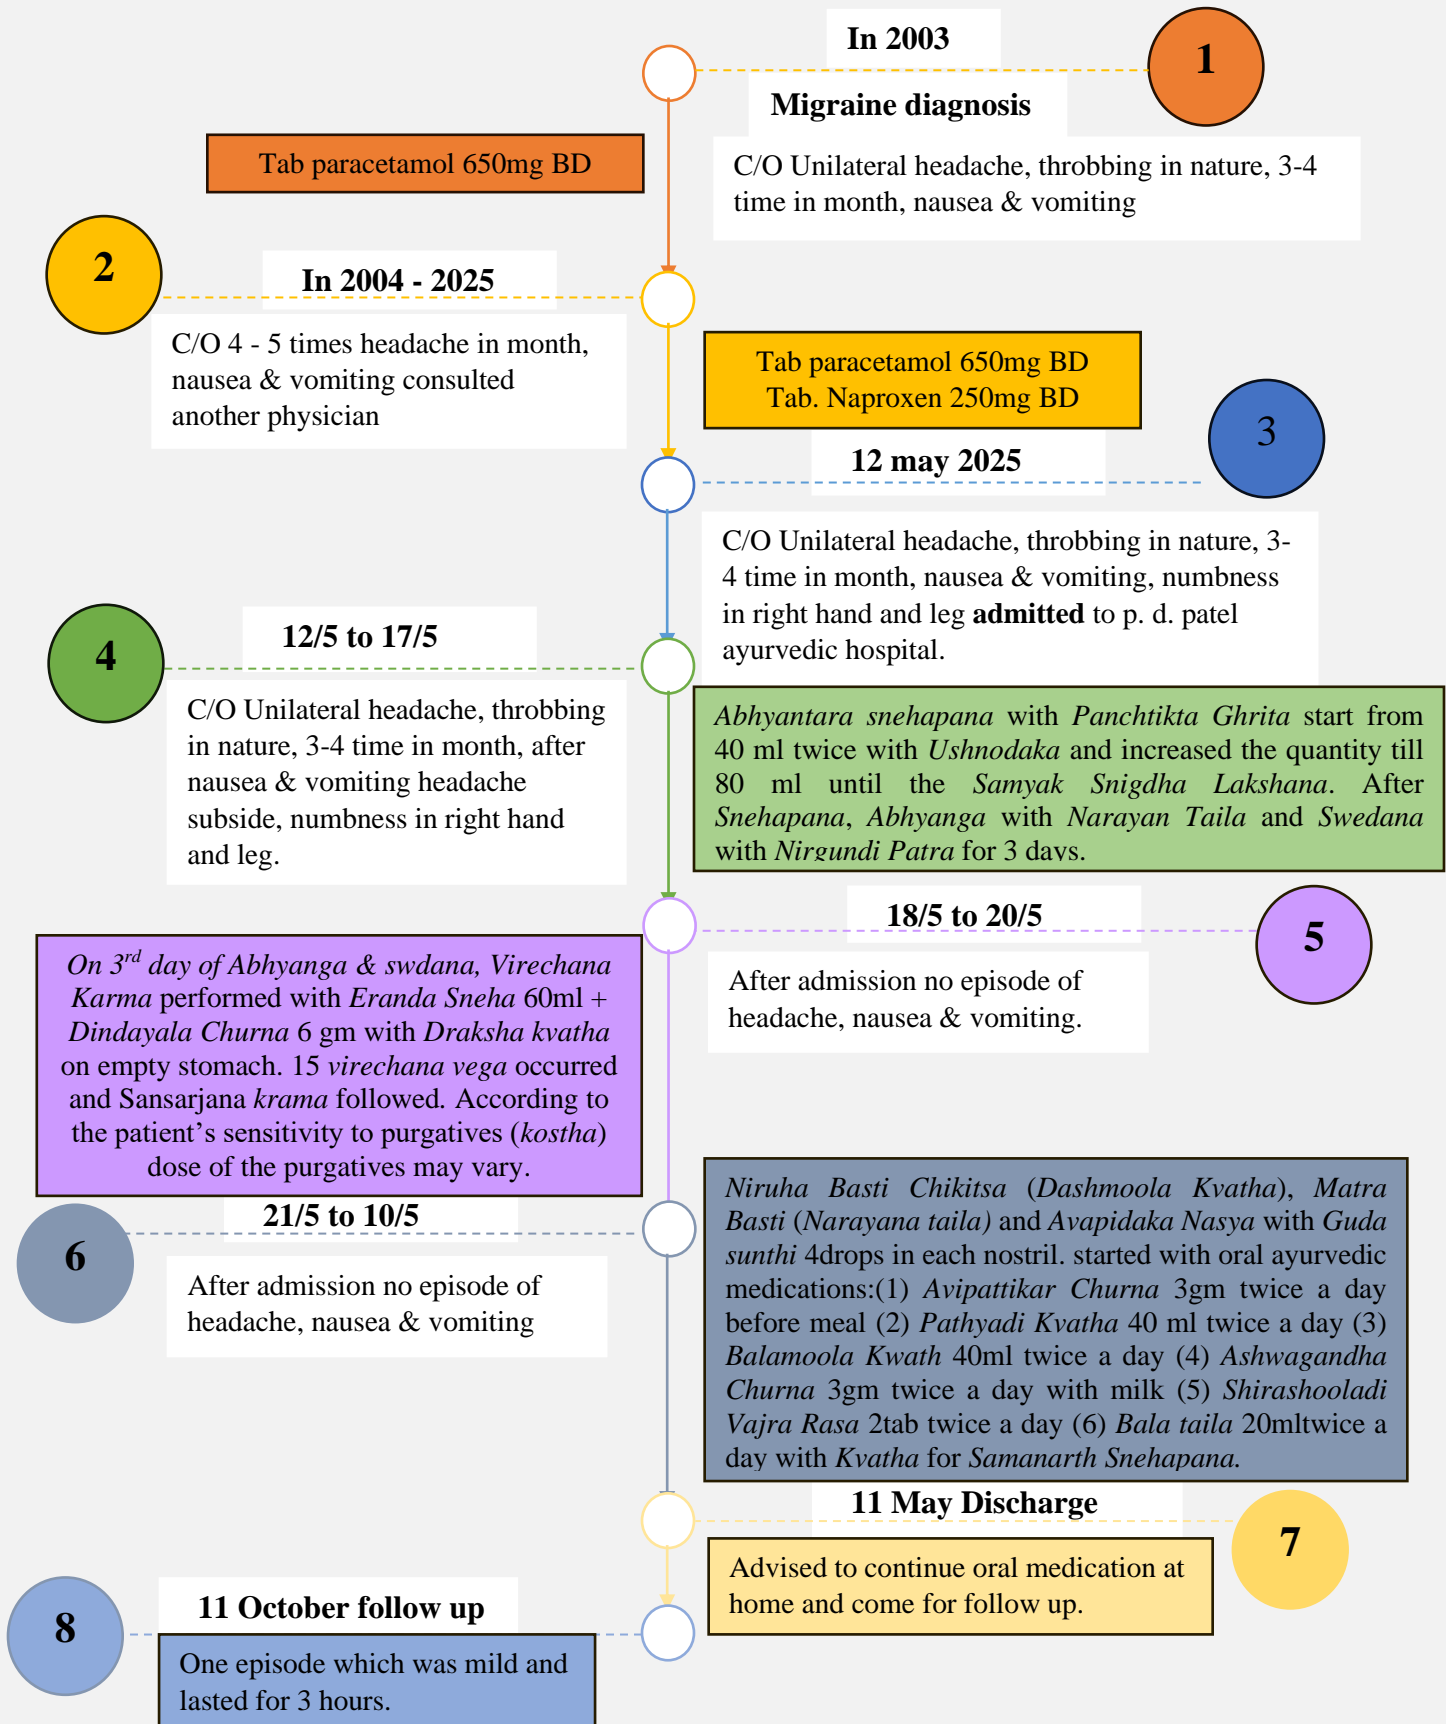 In 2003
1
Migraine diagnosis
C/O Unilateral headache, throbbing in nature, 3-4
time in month, nausea & vomiting
Tab paracetamol 650mg BD
2
In 2004 - 2025
C/O 4 - 5 times headache in month,
nausea & vomiting consulted
another physician
Tab paracetamol 650mg BD
Tab. Naproxen 250mg BD
3
12 may 2025
C/O Unilateral headache, throbbing in nature, 3-
4 time in month, nausea & vomiting, numbness
in right hand and leg admitted to p. d. patel
ayurvedic hospital.
4
12/5 to 17/5
C/O Unilateral headache, throbbing
in nature, 3-4 time in month, after
nausea & vomiting headache
subside, numbness in right hand
and leg.
Abhyantara snehapana with Panchtikta Ghrita start from
40 ml twice with Ushnodaka and increased the quantity till
80 ml until the Samyak Snigdha Lakshana. After
Snehapana, Abhyanga with Narayan Taila and Swedana
with Nirgundi Patra for 3 days.
18/5 to 20/5
5
After admission no episode of
headache, nausea & vomiting.
On 3rd day of Abhyanga & swdana, Virechana
Karma performed with Eranda Sneha 60ml +
Dindayala Churna 6 gm with Draksha kvatha
on empty stomach. 15 virechana vega occurred
and Sansarjana krama followed. According to
the patient's sensitivity to purgatives (kostha)
dose of the purgatives may vary.
6
21/5 to 10/5
After admission no episode of
headache, nausea & vomiting
Niruha Basti Chikitsa (Dashmoola Kvatha), Matra
Basti (Narayana taila) and Avapidaka Nasya with Guda
sunthi 4drops in each nostril. started with oral ayurvedic
medications:(1) Avipattikar Churna 3gm twice a day
before meal (2) Pathyadi Kvatha 40 ml twice a day (3)
Balamoola Kwath 40ml twice a day (4) Ashwagandha
Churna 3gm twice a day with milk (5) Shirashooladi
Vajra Rasa 2tab twice a day (6) Bala taila 20mltwice a
day with Kvatha for Samanarth Snehapana.
11 May Discharge
7
Advised to continue oral medication at
home and come for follow up.
8
11 October follow up
One episode which was mild and
lasted for 3 hours.